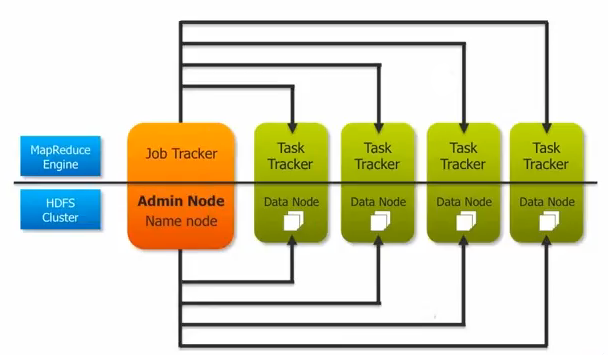 MapReduce
Engine
Job Tracker
Task
Tracker
Task
Tracker
Task
Tracker
Task
Tracker
HDFS
Cluster
Admin Node
Name node
Data Node
Data Node
Data Node
Data Node